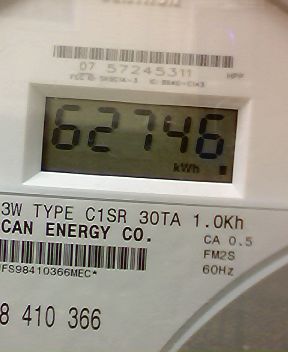 07 57245311
HPP
62746
kWh
3W TYPE C1SR 30TA 1.0Kh
CAN ENERGY CO.
CA 0.5
FM2S
60Hz
*FS98410366MEC*
8 410 366